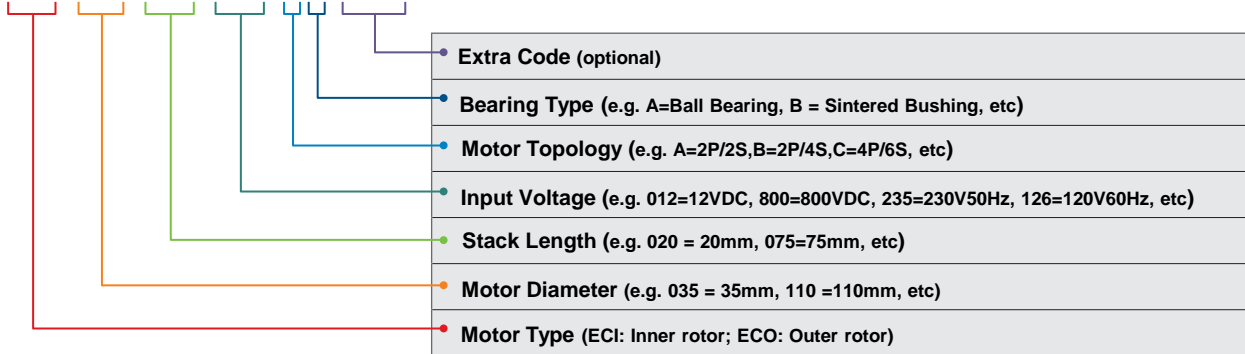 Extra Code (optional)
Bearing Type (e.g. A=Ball Bearing, B = Sintered Bushing, etc)
Motor Topology (e.g. A=2P/2S,B=2P/4S,C=4P/6S, etc)
Input Voltage (e.g. 012=12VDC, 800=800VDC, 235=230V50Hz, 126=120V60Hz, etc)
Stack Length (e.g. 020 = 20mm, 075=75mm, etc)
Motor Diameter (e.g. 035 = 35mm, 110 =110mm, etc)
Motor Type (ECI: Inner rotor; ECO: Outer rotor)